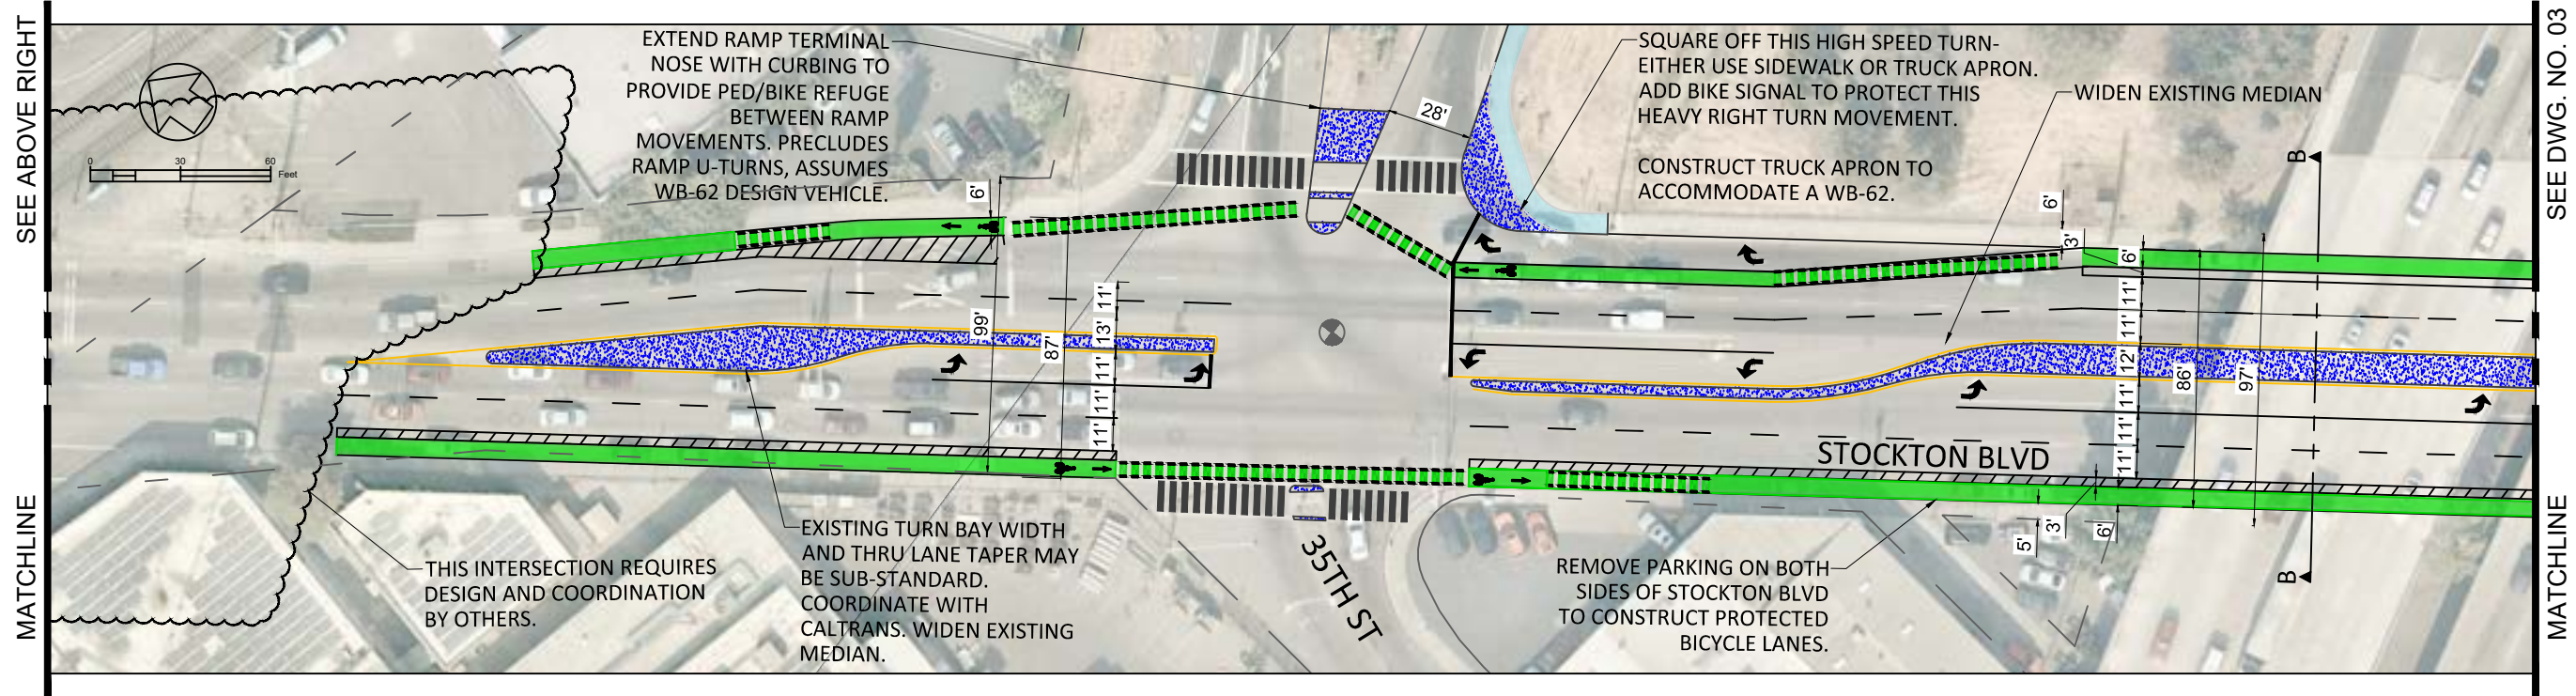 SEE ABOVE RIGHT
MATCHLINE
0 30 60
Feet
EXTEND RAMP TERMINAL
NOSE WITH CURBING TO
PROVIDE PED/BIKE REFUGE
BETWEEN RAMP
MOVEMENTS. PRECLUDES
RAMP U-TURNS, ASSUMES
WB-62 DESIGN VEHICLE.
28'
SQUARE OFF THIS HIGH SPEED TURN-
EITHER USE SIDEWALK OR TRUCK APRON.
ADD BIKE SIGNAL TO PROTECT THIS
HEAVY RIGHT TURN MOVEMENT.
CONSTRUCT TRUCK APRON TO
ACCOMMODATE A WB-62.
WIDEN EXISTING MEDIAN
6'
99'
87'
11'
13'
11'
11'
11'
6'
3'
6'
11'
11'
12'
11'
11'
11'
86'
97'
B
B
STOCKTON BLVD
5'
3'
6'
35TH ST
THIS INTERSECTION REQUIRES
DESIGN AND COORDINATION
BY OTHERS.
EXISTING TURN BAY WIDTH
AND THRU LANE TAPER MAY
BE SUB-STANDARD.
COORDINATE WITH
CALTRANS. WIDEN EXISTING
MEDIAN.
REMOVE PARKING ON BOTH
SIDES OF STOCKTON BLVD
TO CONSTRUCT PROTECTED
BICYCLE LANES.
SEE DWG. NO. 03
MATCHLINE